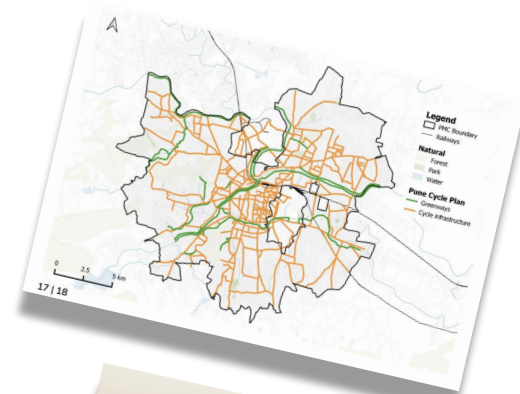 Legend
PMC Boundary
Railways
Natural
Forest
Park
Water
Pune Cycle Plan
Greenways
Cycle Infrastructure
0 2.5 5 km
17 | 18